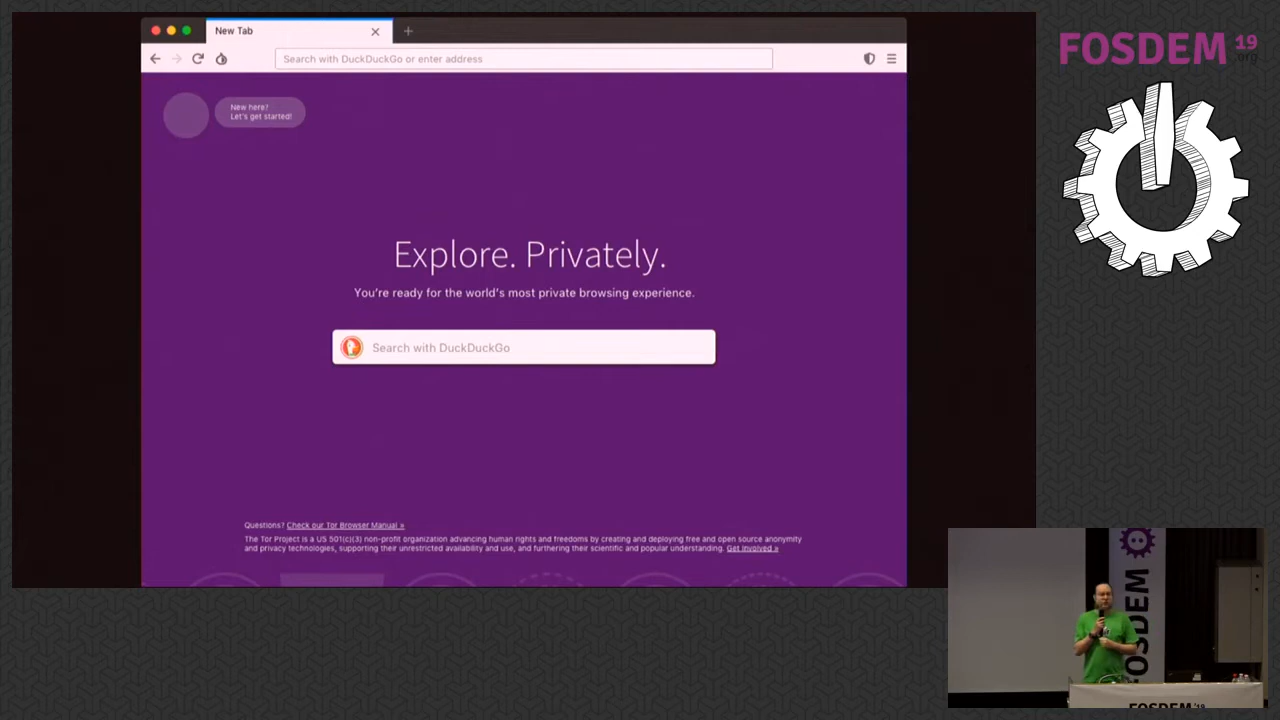 New Tab
Search with DuckDuckGo or enter address
New here?
Let's get started!
Explore. Privately.
You're ready for the world's most private browsing experience.
Search with DuckDuckGo
Questions? Check our Tor Browser Manual »
The Tor Project is a US 501(c)(3) non-profit organization advancing human rights and freedoms by creating and deploying free and open source anonymity
and privacy technologies, supporting their unrestricted availability and use, and furthering their scientific and popular understanding. Get Involved »
FOSDEM 19
.org
FOSDEM
FOSDEM '19